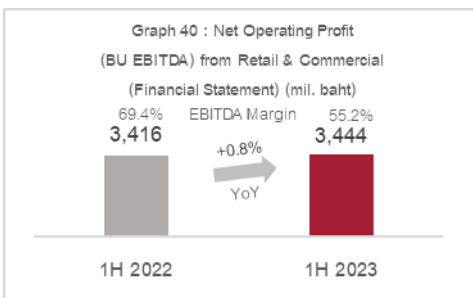 Graph 40 : Net Operating Profit
(BU EBITDA) from Retail & Commercial
(Financial Statement) (mil. baht)
69.4% EBITDA Margin 55.2%
3,416 3,444
+0.8%
YoY
1H 2022 1H 2023